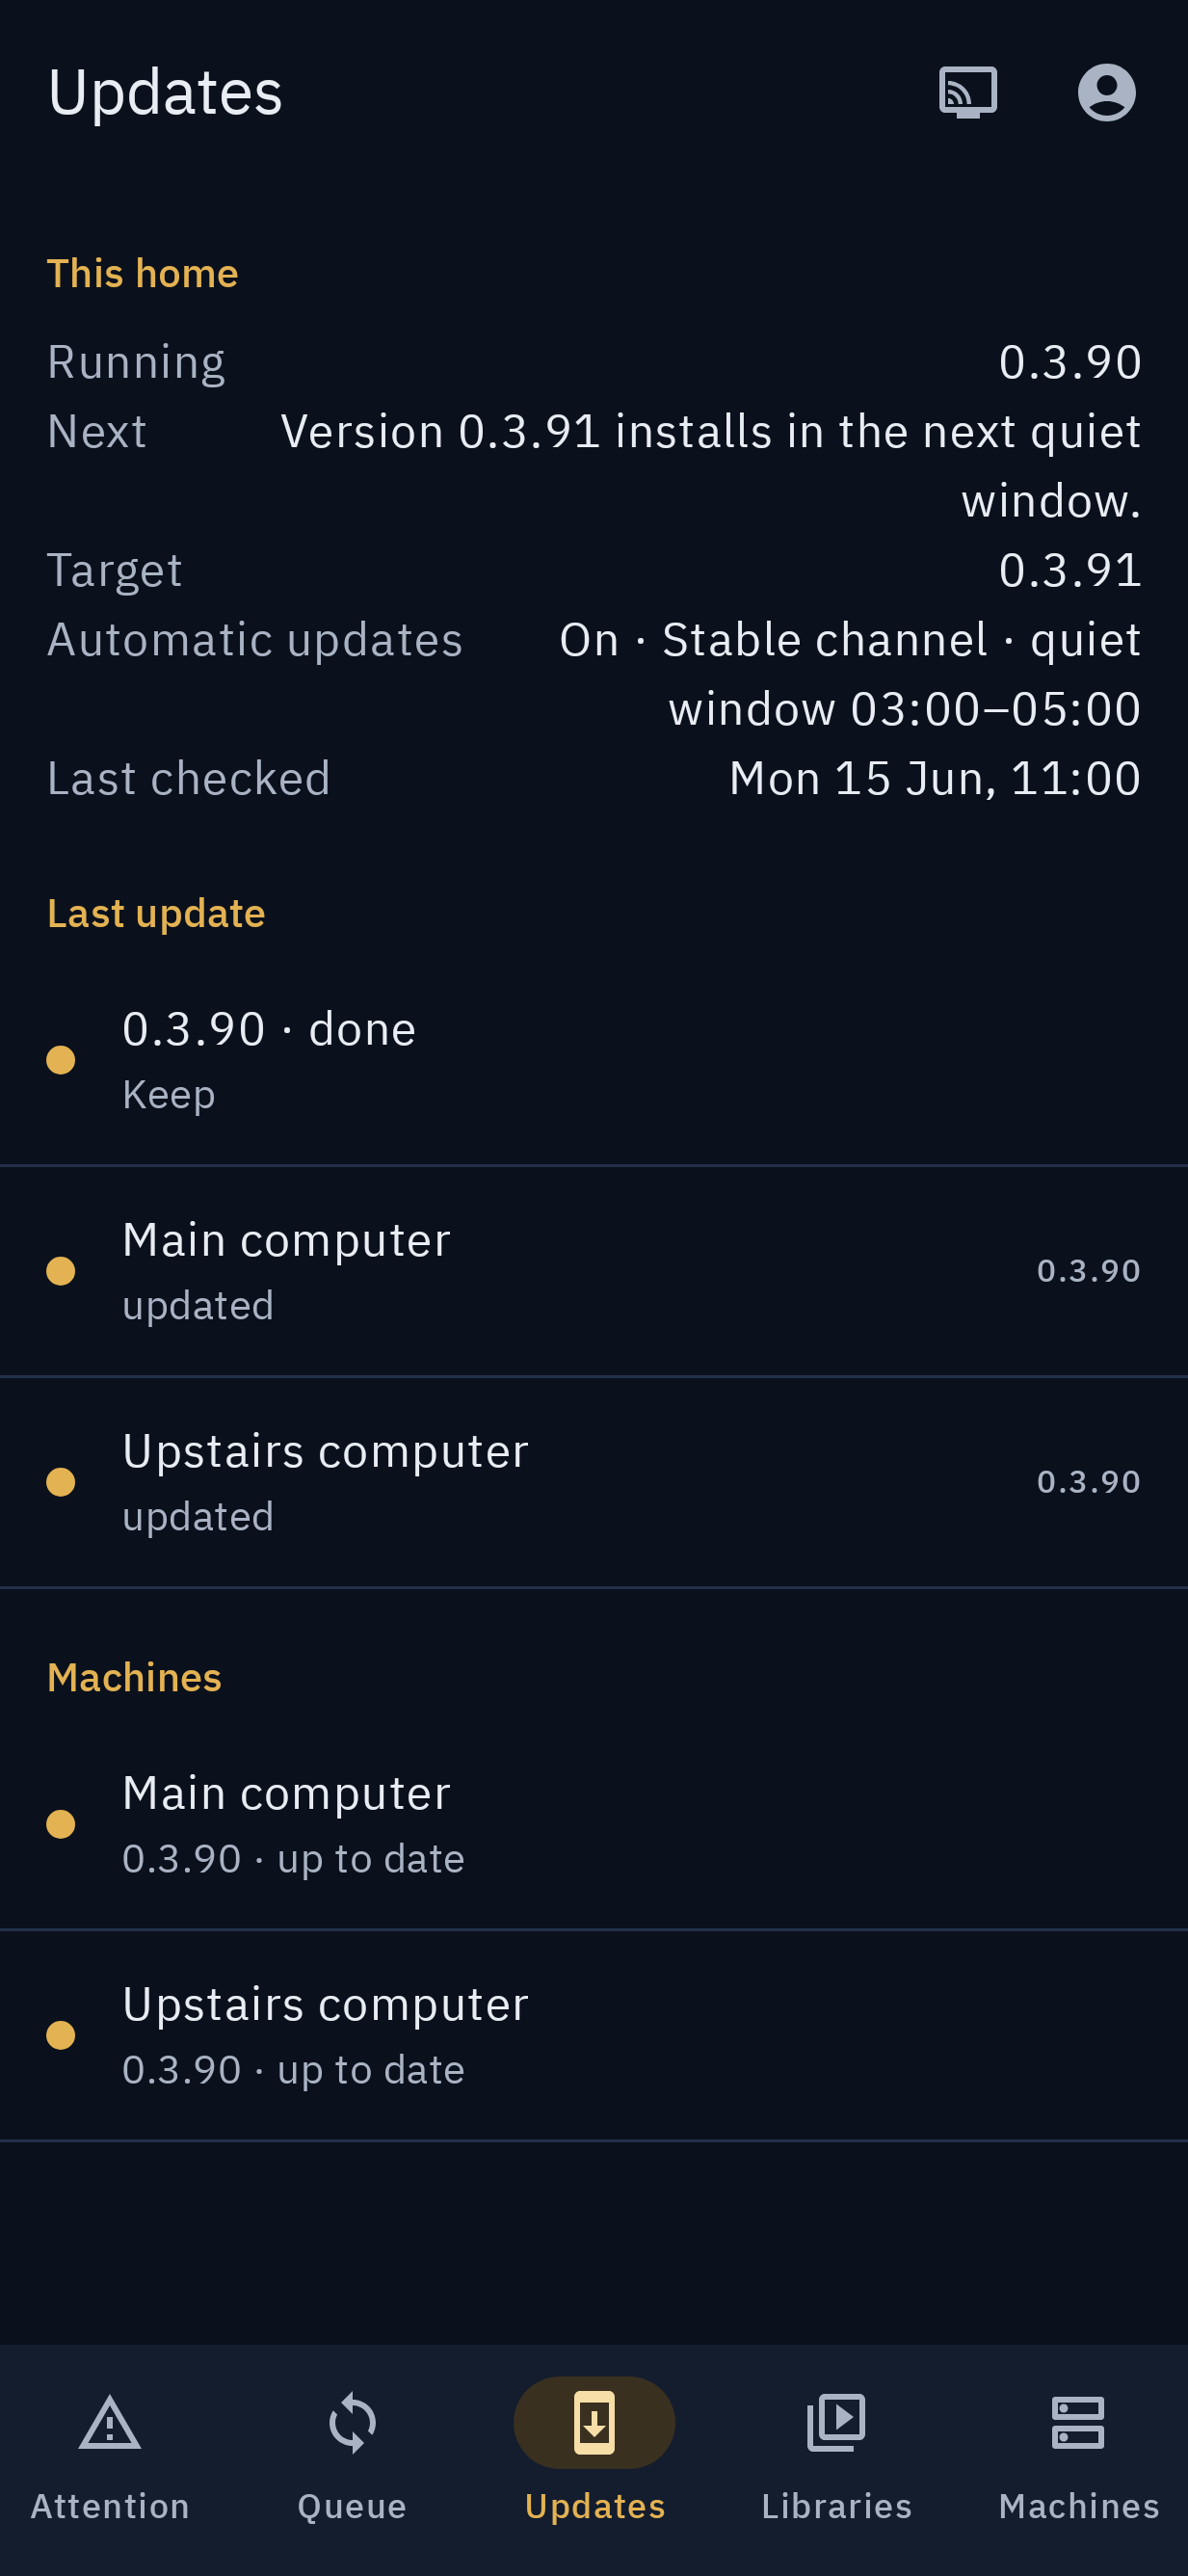 Updates
This home
Running 0.3.90
Next Version 0.3.91 installs in the next quiet
window.
Target 0.3.91
Automatic updates On · Stable channel · quiet
window 03:00–05:00
Last checked Mon 15 Jun, 11:00
Last update
0.3.90 · done
Keep
Main computer
updated
0.3.90
Upstairs computer
updated
0.3.90
Machines
Main computer
0.3.90 · up to date
Upstairs computer
0.3.90 · up to date
Attention Queue Updates Libraries Machines